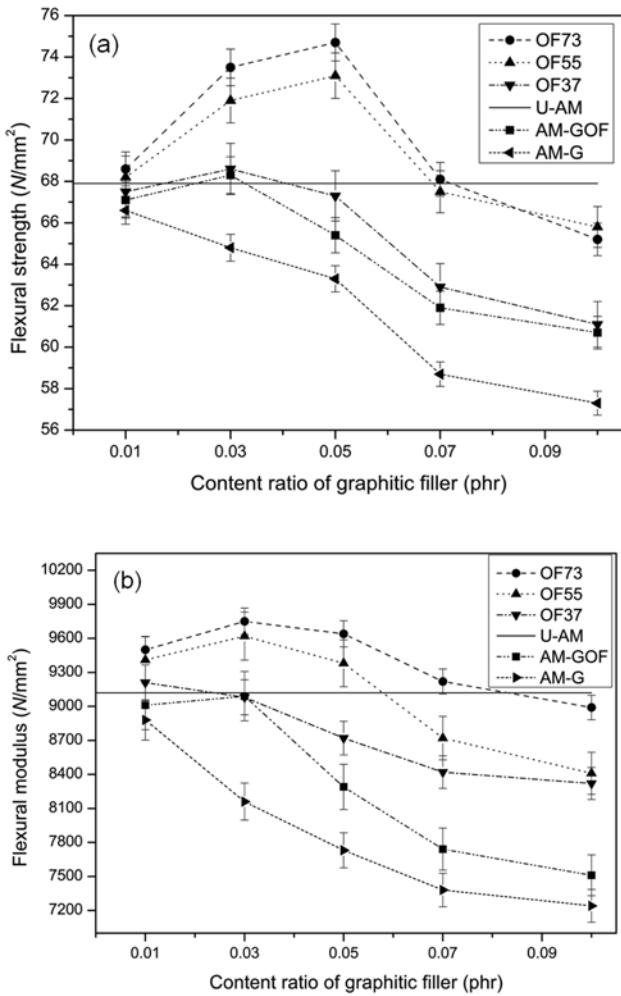 (a)
OF73
OF55
OF37
U-AM
AM-GOF
AM-G
76
74
72
70
68
66
64
62
60
58
56
Flexural strength (N/mm²)
0.01 0.03 0.05 0.07 0.09
Content ratio of graphitic filler (phr)
(b)
OF73
OF55
OF37
U-AM
AM-GOF
AM-G
10200
9900
9600
9300
9000
8700
8400
8100
7800
7500
7200
Flexural modulus (N/mm²)
0.01 0.03 0.05 0.07 0.09
Content ratio of graphitic filler (phr)